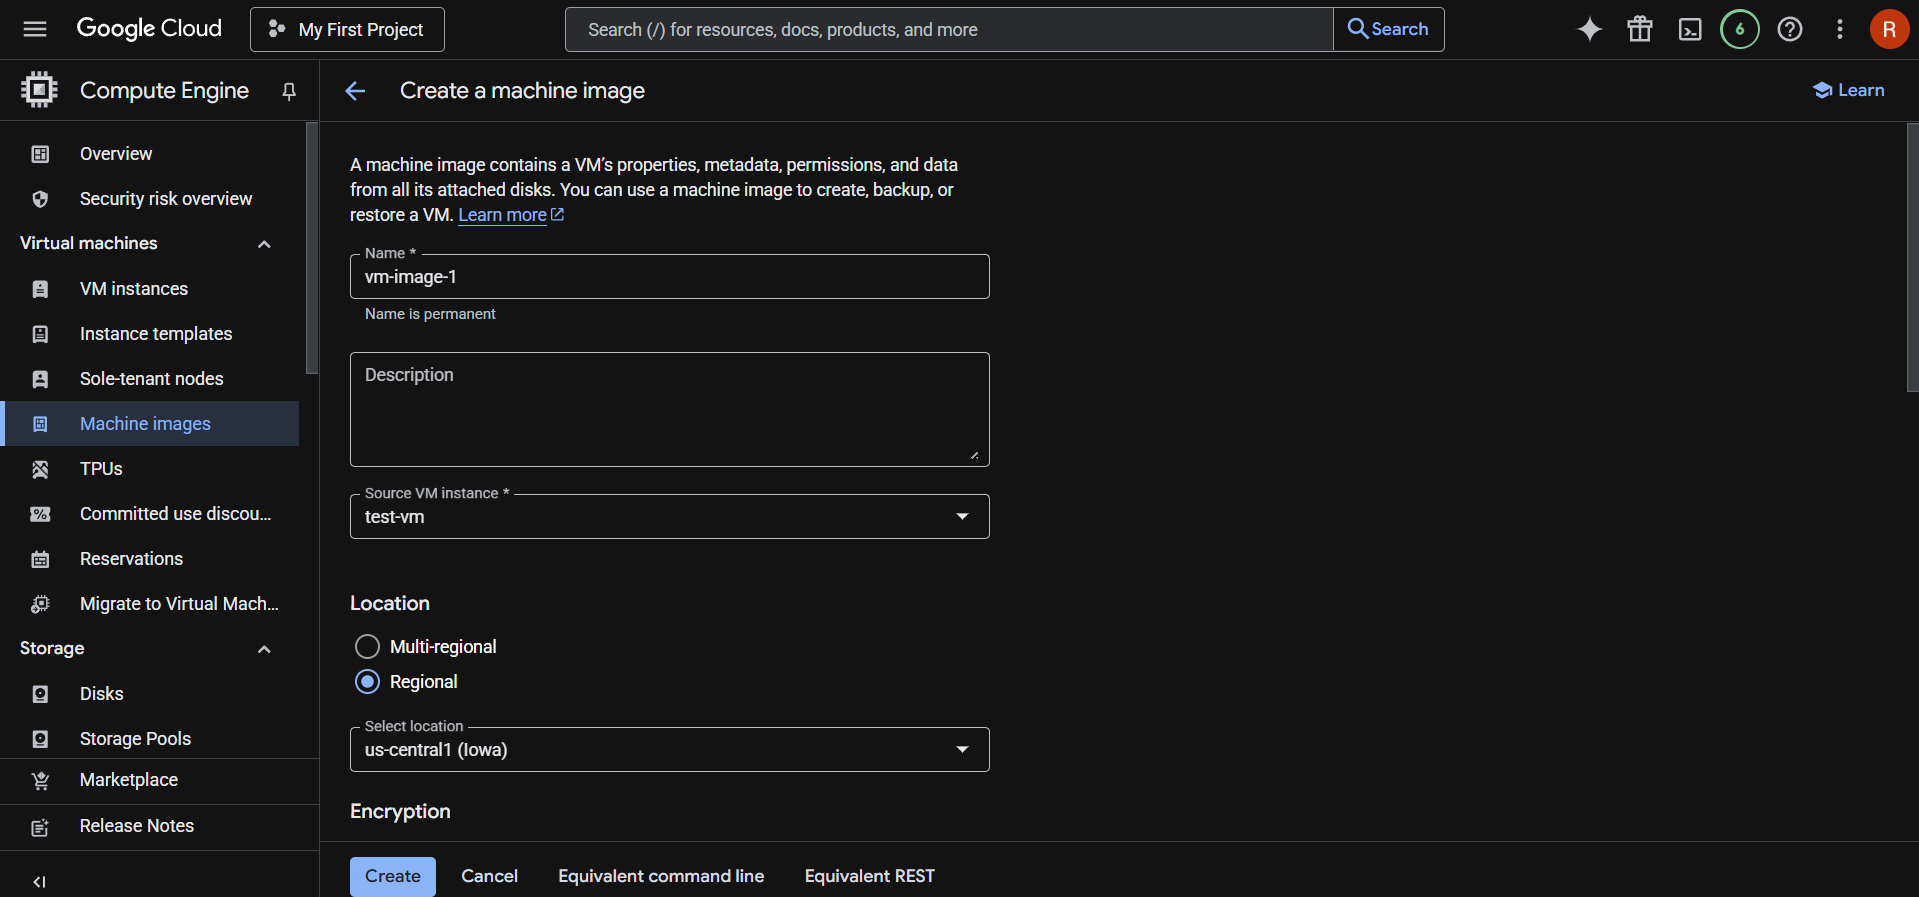 Google Cloud
My First Project
Search (/) for resources, docs, products, and more
Search
6
R
Compute Engine
Create a machine image
Learn
Overview
Security risk overview
Virtual machines
VM instances
Instance templates
Sole-tenant nodes
Machine images
TPUs
Committed use discou...
Reservations
Migrate to Virtual Mach...
Storage
Disks
Storage Pools
Marketplace
Release Notes
A machine image contains a VM’s properties, metadata, permissions, and data
from all its attached disks. You can use a machine image to create, backup, or
restore a VM. Learn more
Name *
vm-image-1
Name is permanent
Description
Source VM instance *
test-vm
Location
Multi-regional
Regional
Select location
us-central1 (Iowa)
Encryption
Create
Cancel
Equivalent command line
Equivalent REST